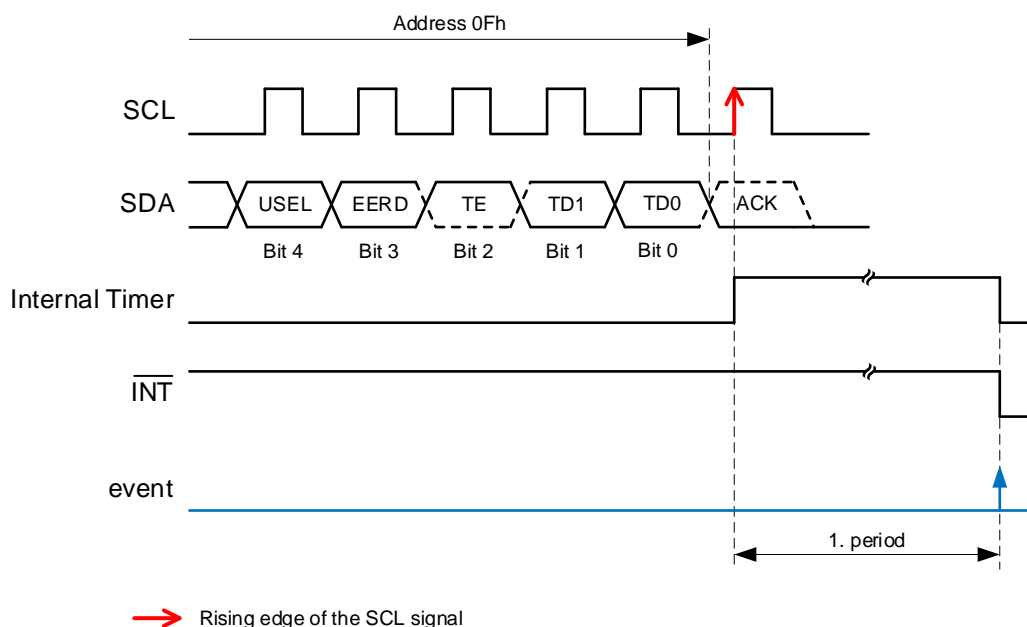 Address 0Fh
SCL
SDA
USEL EERD TE TD1 TD0 ACK
Bit 4 Bit 3 Bit 2 Bit 1 Bit 0
Internal Timer
INT
event
1. period
Rising edge of the SCL signal